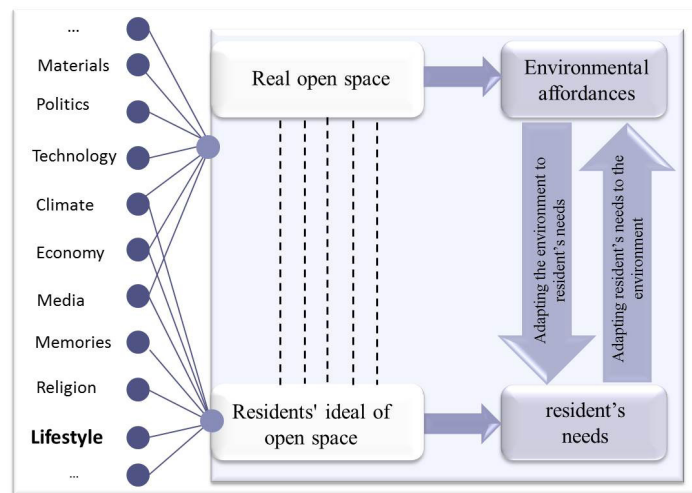 ...
Materials
Politics
Technology
Climate
Economy
Media
Memories
Religion
Lifestyle
...
Real open space
Environmental
affordances
Adapting the environment to
resident’s needs
Adapting resident’s needs to the
environment
Residents' ideal of
open space
resident’s
needs